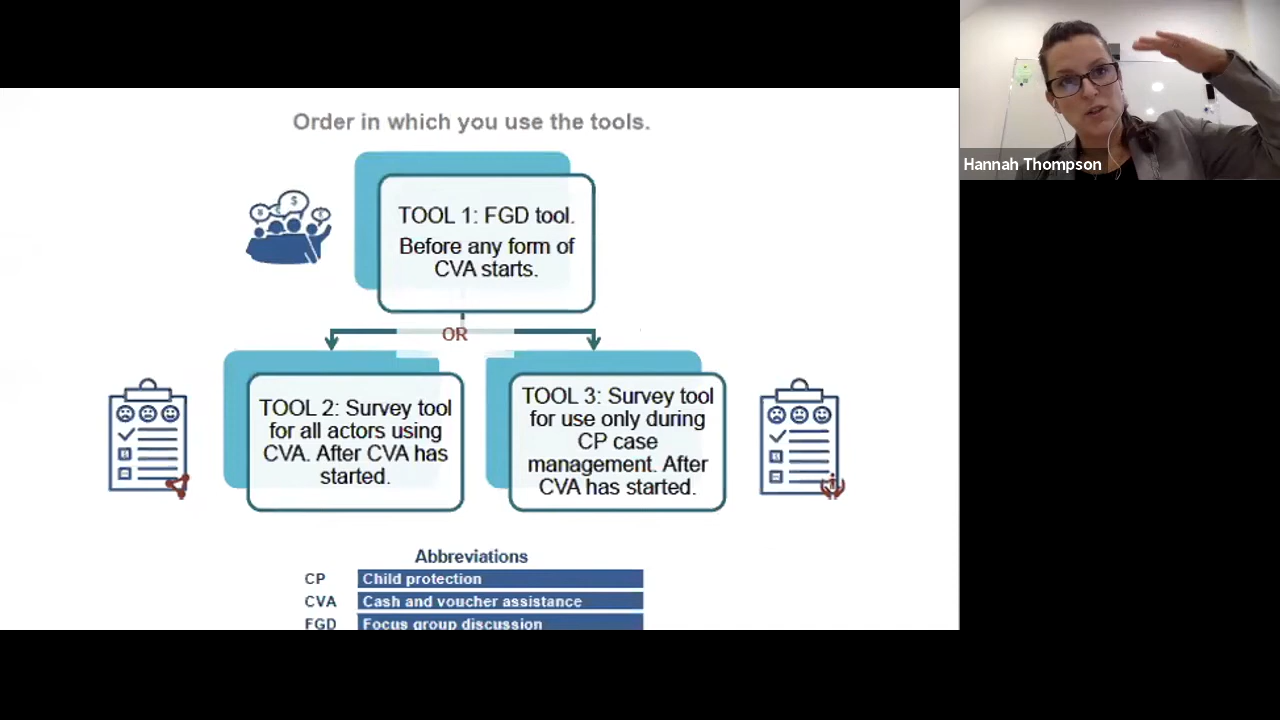 Order in which you use the tools.
TOOL 1: FGD tool.
Before any form of
CVA starts.
OR
TOOL 2: Survey tool
for all actors using
CVA. After CVA has
started.
TOOL 3: Survey tool
for use only during
CP case
management. After
CVA has started.
Abbreviations
CP Child protection
CVA Cash and voucher assistance
FGD Focus group discussion
Hannah Thompson